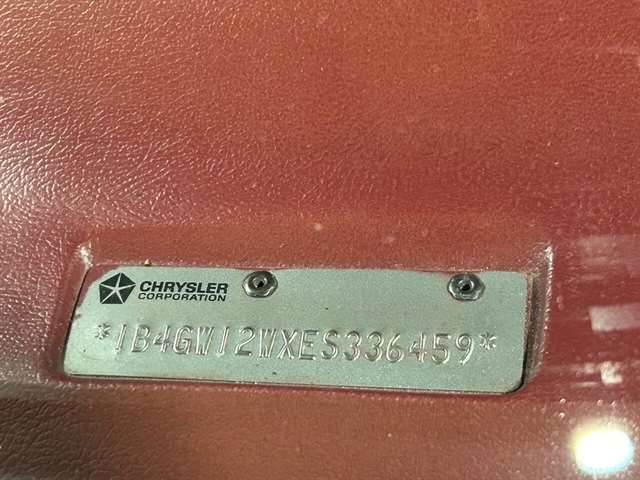 CHRYSLER
CORPORATION
*1B4GW12WXES336459*